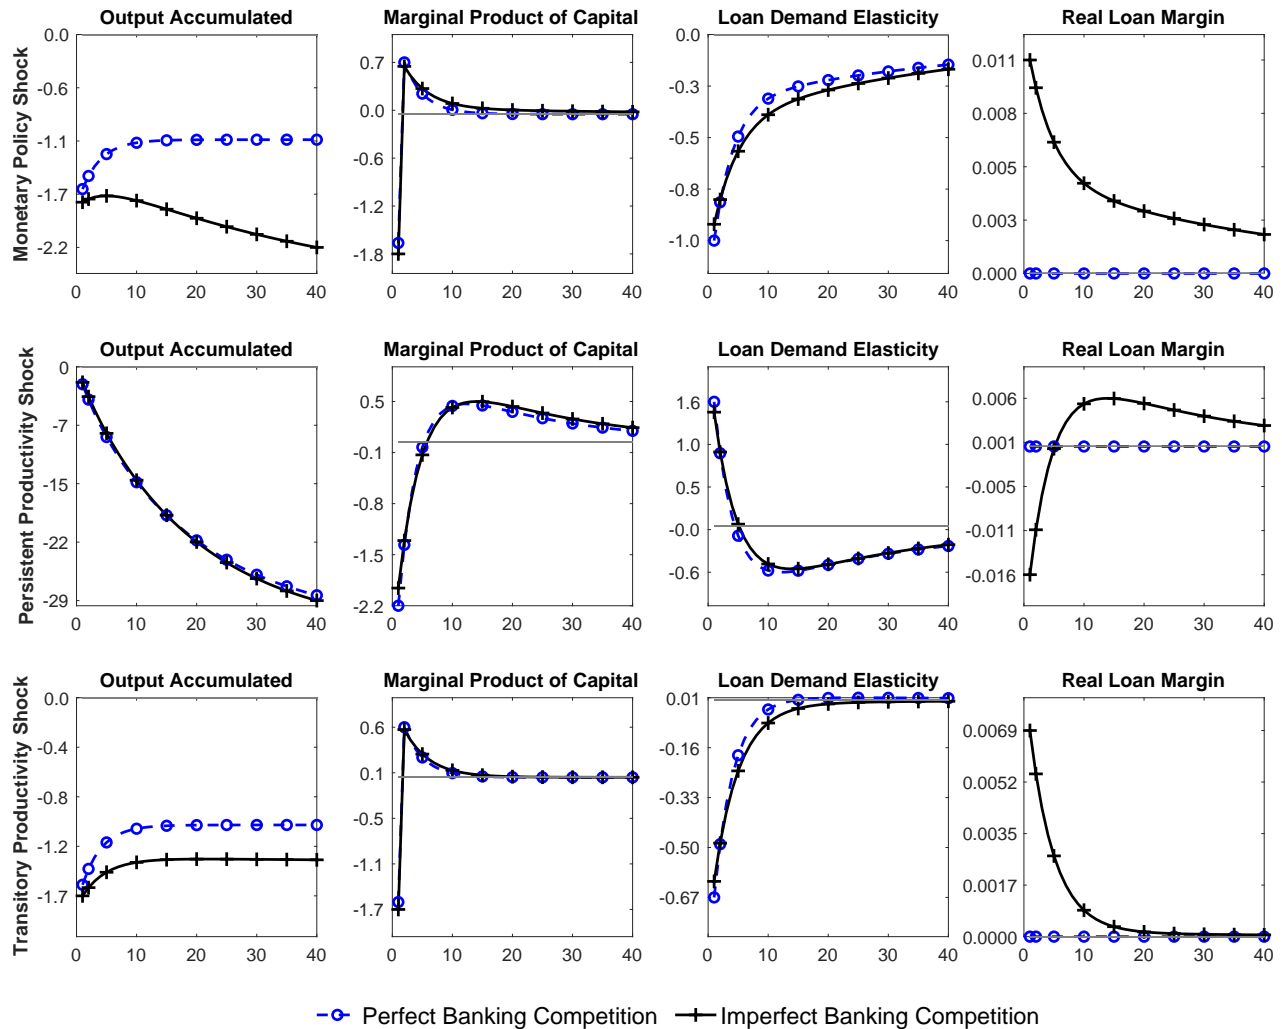 Output Accumulated
Marginal Product of Capital
Loan Demand Elasticity
Real Loan Margin
Monetary Policy Shock
0.0
-0.6
-1.1
-1.7
-2.2
0 10 20 30 40
0.7
0.0
-0.6
-1.2
-1.8
0 10 20 30 40
0.0
-0.3
-0.5
-0.8
-1.0
0 10 20 30 40
0.011
0.008
0.005
0.003
0.000
0 10 20 30 40
Output Accumulated
Marginal Product of Capital
Loan Demand Elasticity
Real Loan Margin
Persistent Productivity Shock
0
-7
-15
-22
-29
0 10 20 30 40
0.5
-0.1
-0.8
-1.5
-2.2
0 10 20 30 40
1.6
1.0
0.5
-0.0
-0.6
0 10 20 30 40
0.006
0.001
-0.005
-0.011
-0.016
0 10 20 30 40
Output Accumulated
Marginal Product of Capital
Loan Demand Elasticity
Real Loan Margin
Transitory Productivity Shock
0.0
-0.4
-0.8
-1.2
-1.7
0 10 20 30 40
0.6
0.1
-0.5
-1.1
-1.7
0 10 20 30 40
0.01
-0.16
-0.33
-0.50
-0.67
0 10 20 30 40
0.0069
0.0052
0.0035
0.0017
0.0000
0 10 20 30 40
Perfect Banking Competition
Imperfect Banking Competition